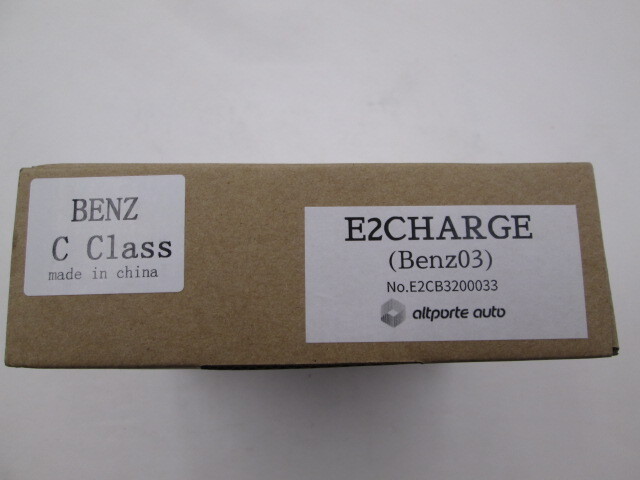 BENZ
C Class
made in china
E2CHARGE
(Benz03)
No.E2CB3200033
altporte auto